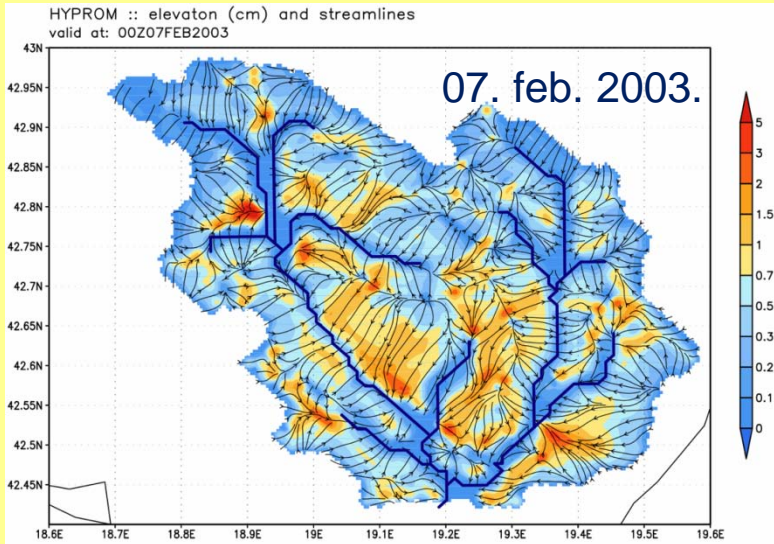 HYPROM :: elevaton (cm) and streamlines
valid at: 00Z07FEB2003
07. feb. 2003.
43N
42.95N
42.9N
42.85N
42.8N
42.75N
42.7N
42.65N
42.6N
42.55N
42.5N
42.45N
18.6E 18.7E 18.8E 18.9E 19E 19.1E 19.2E 19.3E 19.4E 19.5E 19.6E
5
3
2
1.5
1
0.7
0.5
0.3
0.2
0.1
0